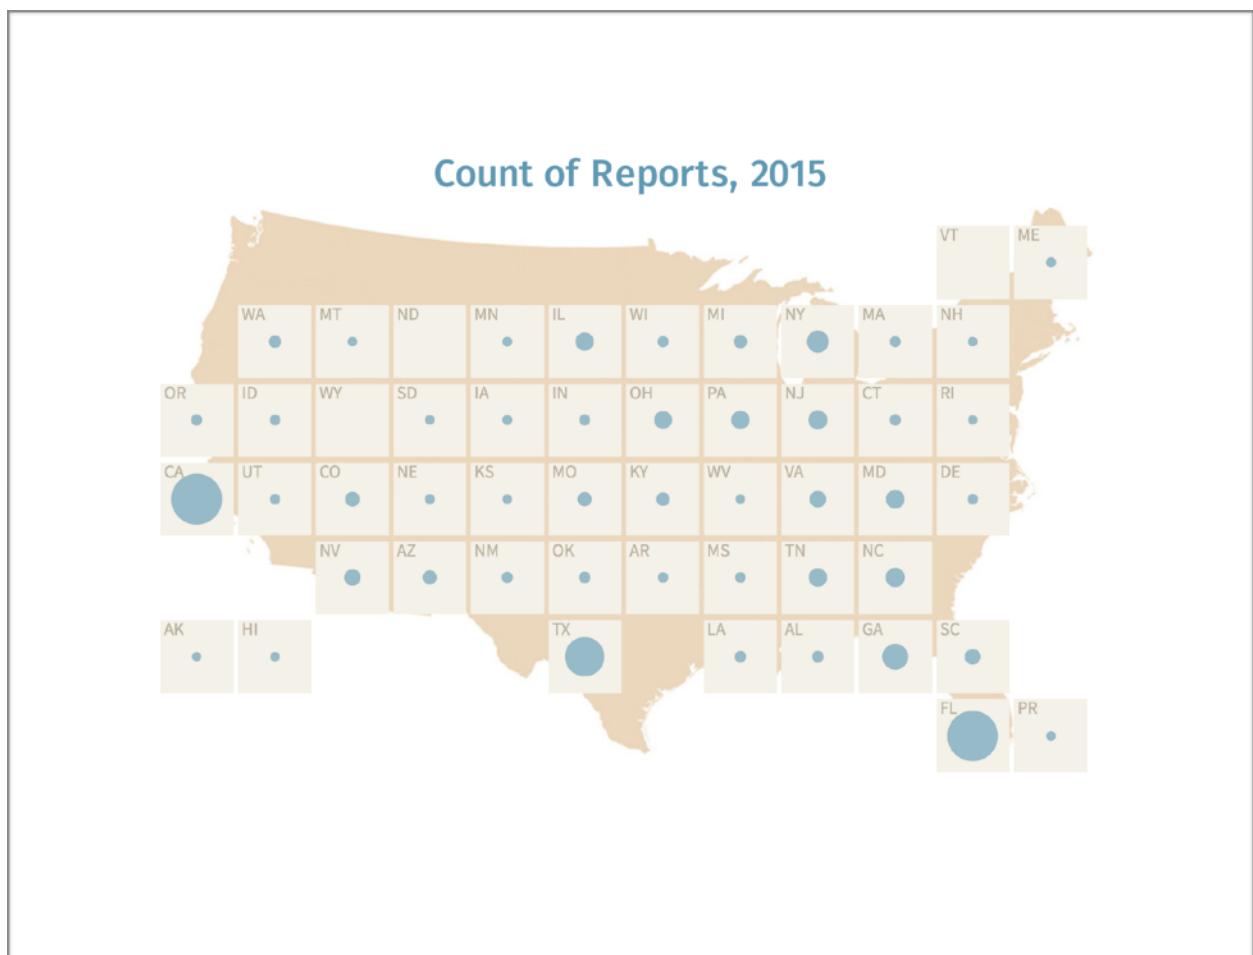 Count of Reports, 2015
VT ME
WA MT ND MN IL WI MI NY MA NH
OR ID WY SD IA IN OH PA NJ CT RI
CA UT CO NE KS MO KY WV VA MD DE
NV AZ NM OK AR MS TN NC
AK HI TX LA AL GA SC
FL PR